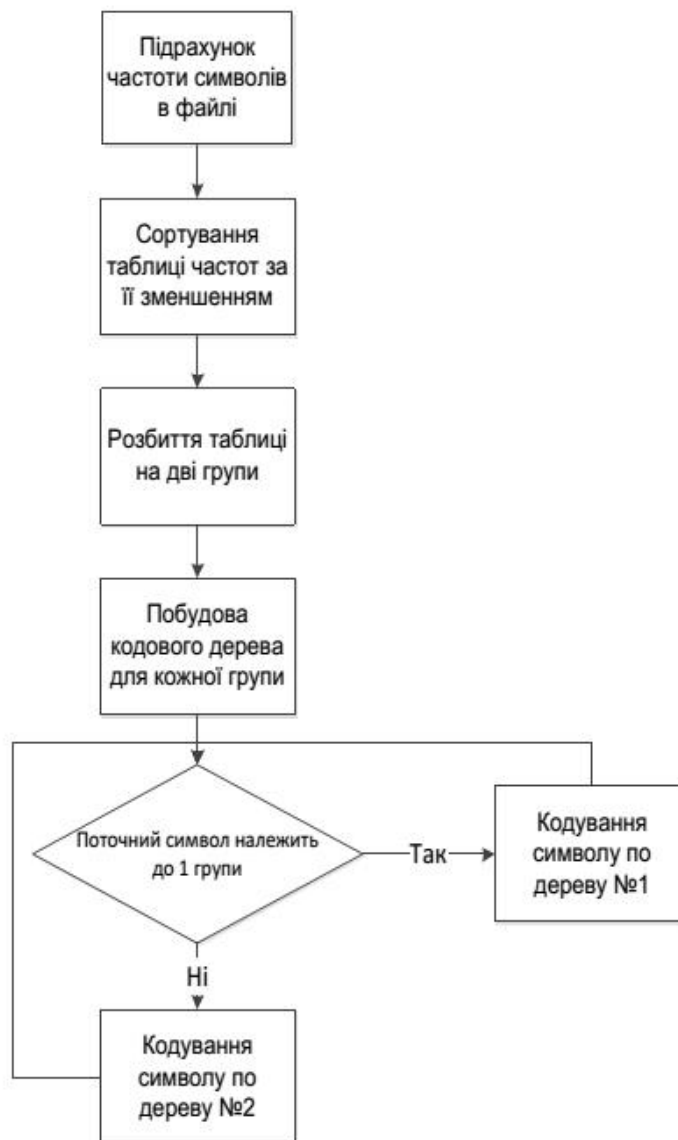 Підрахунок
частоти символів
в файлі
Сортування
таблиці частот за
її зменшенням
Розбиття таблиці
на дві групи
Побудова
кодового дерева
для кожної групи
Поточний символ належить
до 1 групи
Так
Кодування
символу по
дереву №1
Ні
Кодування
символу по
дереву №2